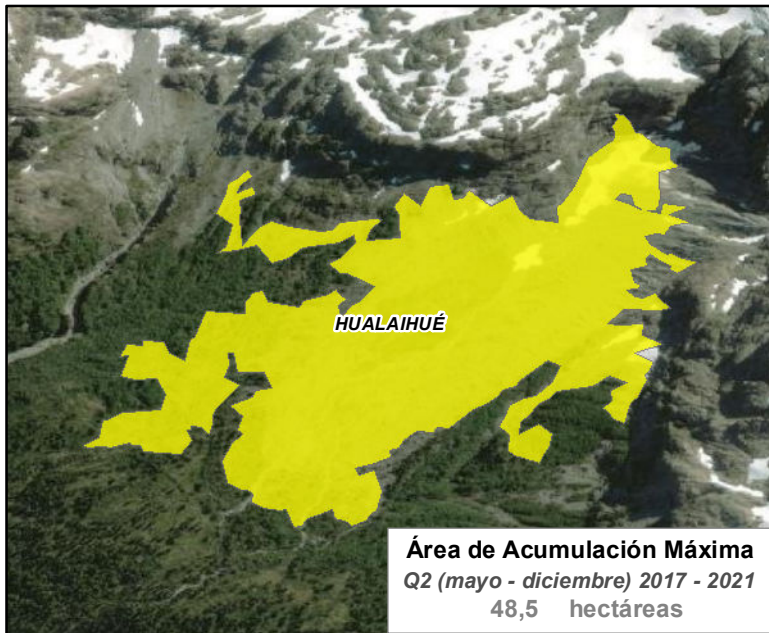 HUALAIHUÉ
Área de Acumulación Máxima
Q2 (mayo - diciembre) 2017 - 2021
48,5 hectáreas